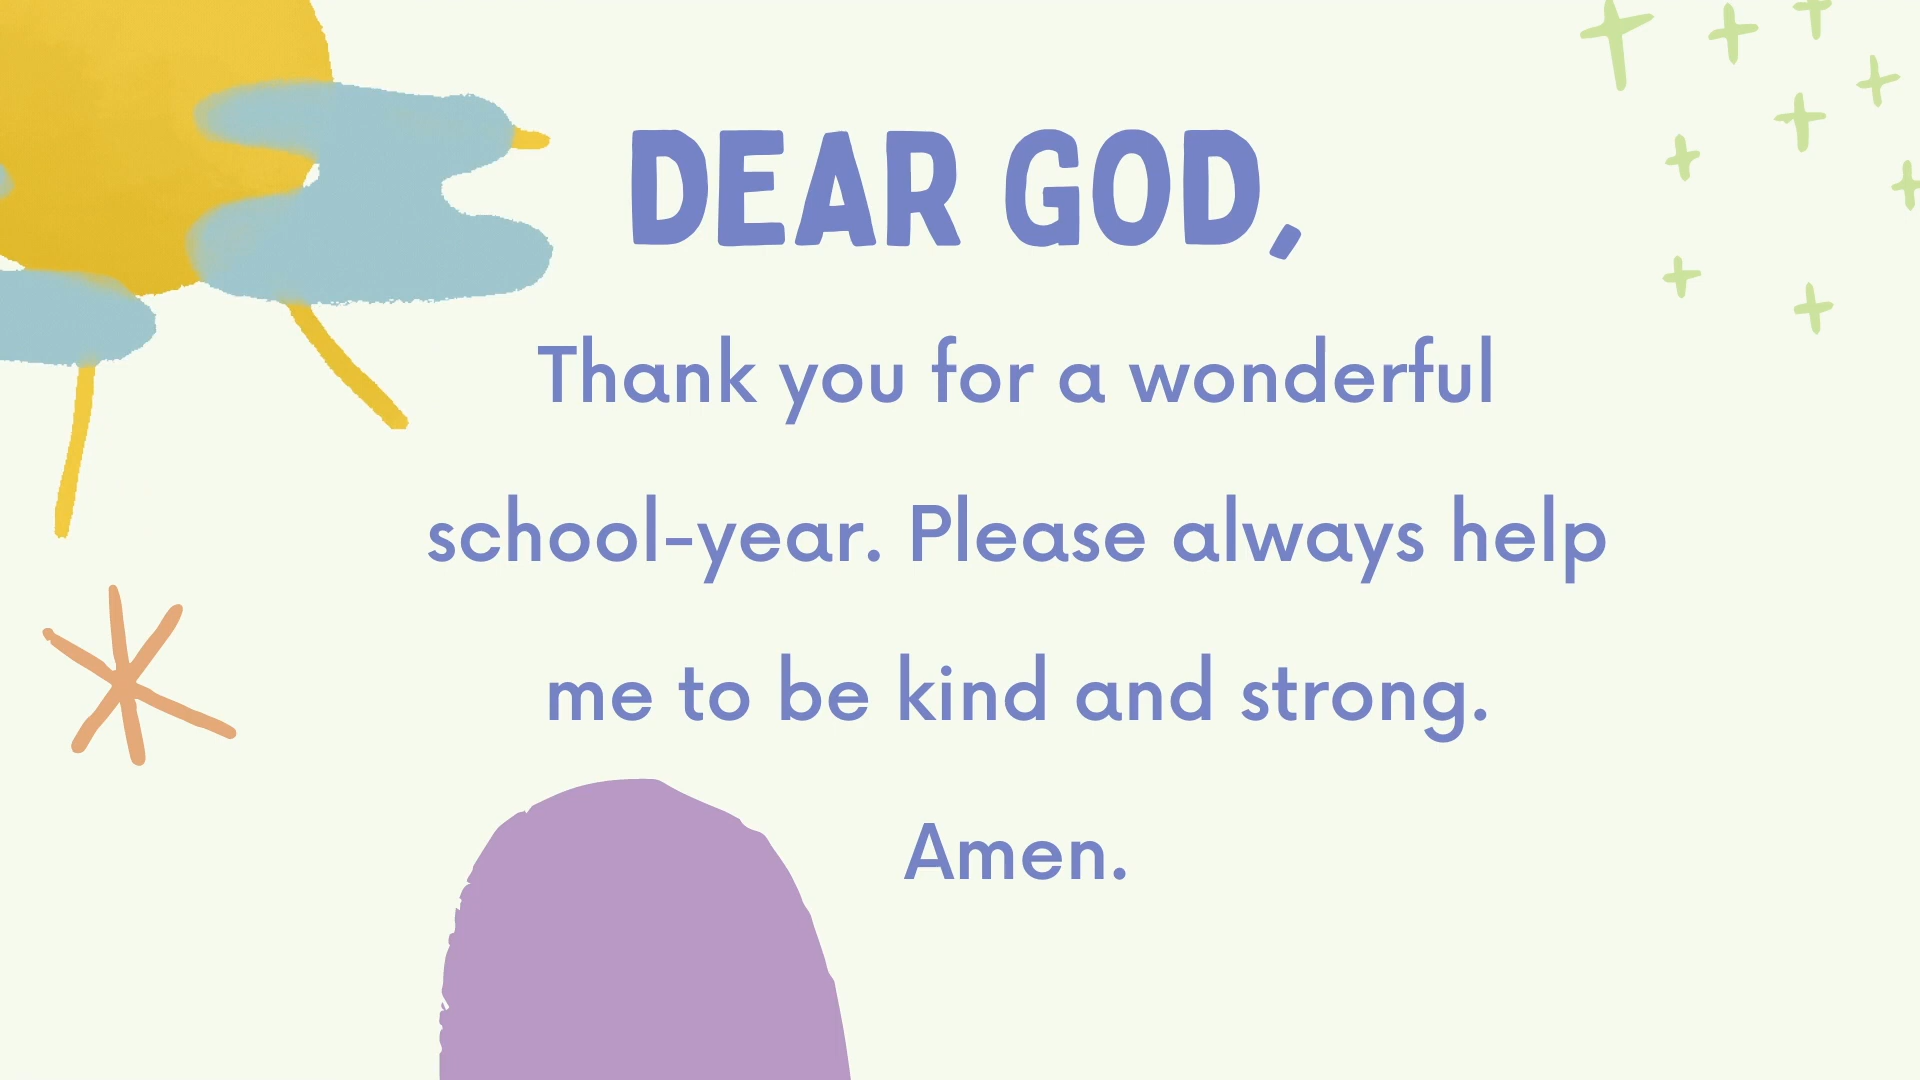 DEAR GOD,
Thank you for a wonderful
school-year. Please always help
me to be kind and strong.
Amen.